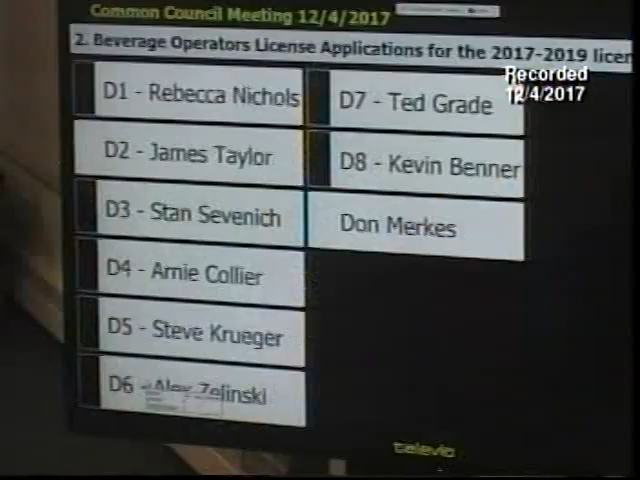 Common Council Meeting 12/4/2017
2. Beverage Operators License Applications for the 2017-2019 licen
Recorded
12/4/2017
D1 - Rebecca Nichols
D2 - James Taylor
D3 - Stan Sevenich
D4 - Arnie Collier
D5 - Steve Krueger
D6 - Alex Zelinski
D7 - Ted Grade
D8 - Kevin Benner
Don Merkes